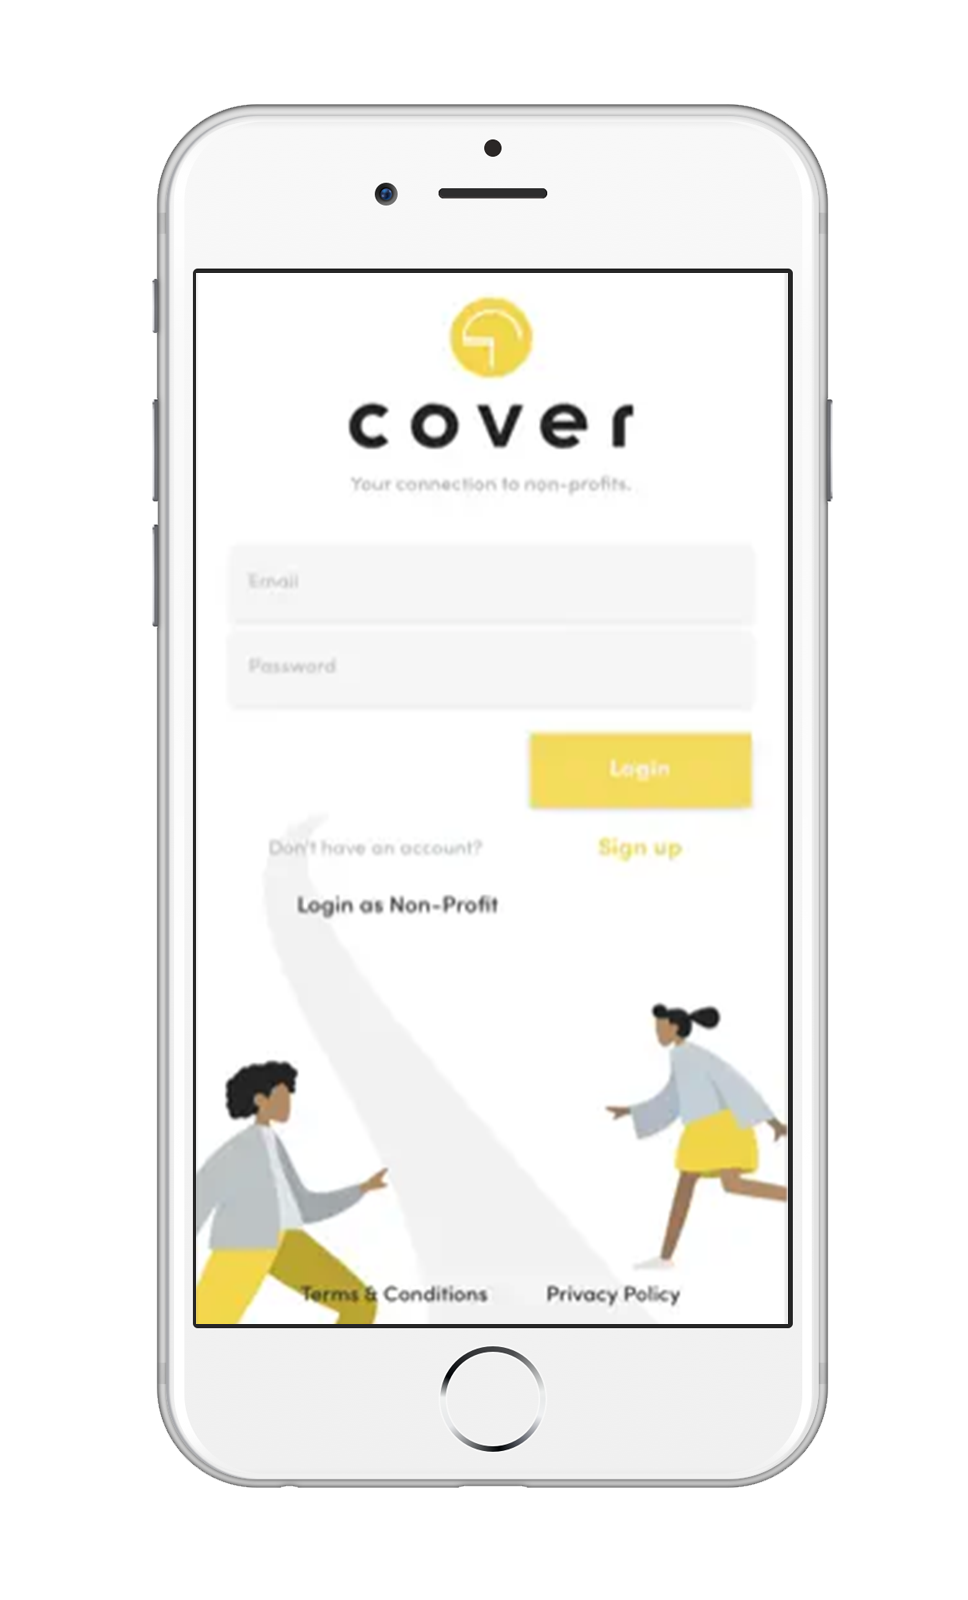 cover
Your connection to non-profits.
Email
Password
Login
Don't have an account? Sign up
Login as Non-Profit
Terms & Conditions Privacy Policy